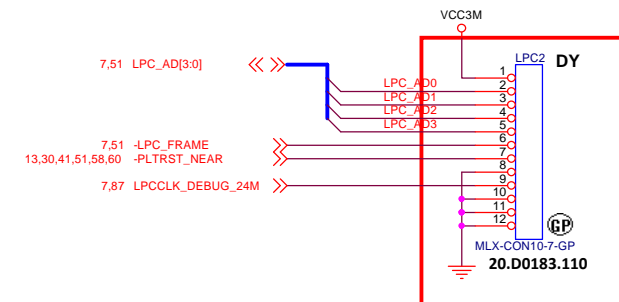 VCC3M
LPC2 DY
7,51 LPC_AD[3:0]
1
LPC_AD0 2
LPC_AD1 3
LPC_AD2 4
LPC_AD3 5
7,51 -LPC_FRAME 6
13,30,41,51,58,60 -PLTRST_NEAR 7
8
7,87 LPCCLK_DEBUG_24M 9
10
11
12
GP
MLX-CON10-7-GP
20.D0183.110